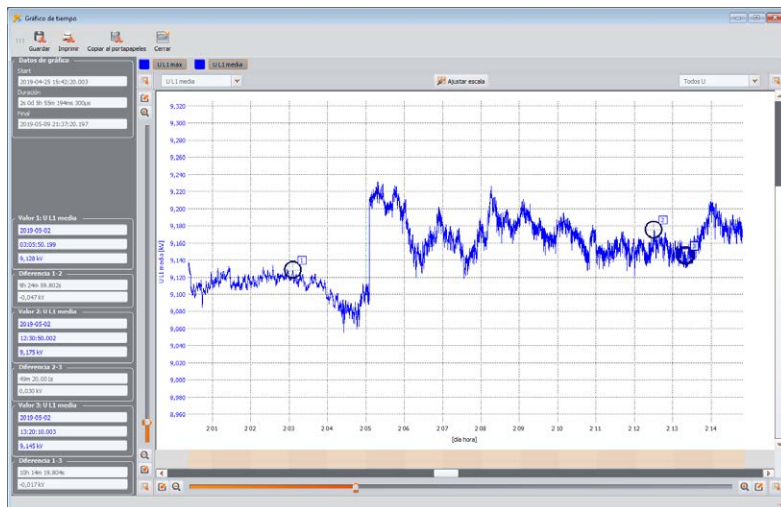 Gráfico de tiempo
Guardar Imprimir Copiar al portapapeles Cerrar
Datos de gráfico
Start
2019-04-25 15:42:20.003
Duración
2s 0d 5h 55m 194ms 300µs
Final
2019-05-09 21:37:20.197
Valor 1: U L1 media
2019-05-02
03:05:50.199
9,128 kV
Diferencia 1-2
9h 24m 59.802s
-0,047 kV
Valor 2: U L1 media
2019-05-02
12:30:50.002
9,175 kV
Diferencia 2-3
49m 20.001s
0,030 kV
Valor 3: U L1 media
2019-05-02
13:20:10.003
9,145 kV
Diferencia 1-3
10h 14m 19.804s
-0,017 kV
U L1 max U L1 media
U L1 media Ajustar escala Todos U
9,320
9,300
9,280
9,260
9,240
9,220
9,200
9,180
9,160
9,140
9,120
9,100
9,080
9,060
9,040
9,020
9,000
8,980
8,960
U L1 media [kV]
1
2
3
2 01 2 02 2 03 2 04 2 05 2 06 2 07 2 08 2 09 2 10 2 11 2 12 2 13 2 14
[día hora]